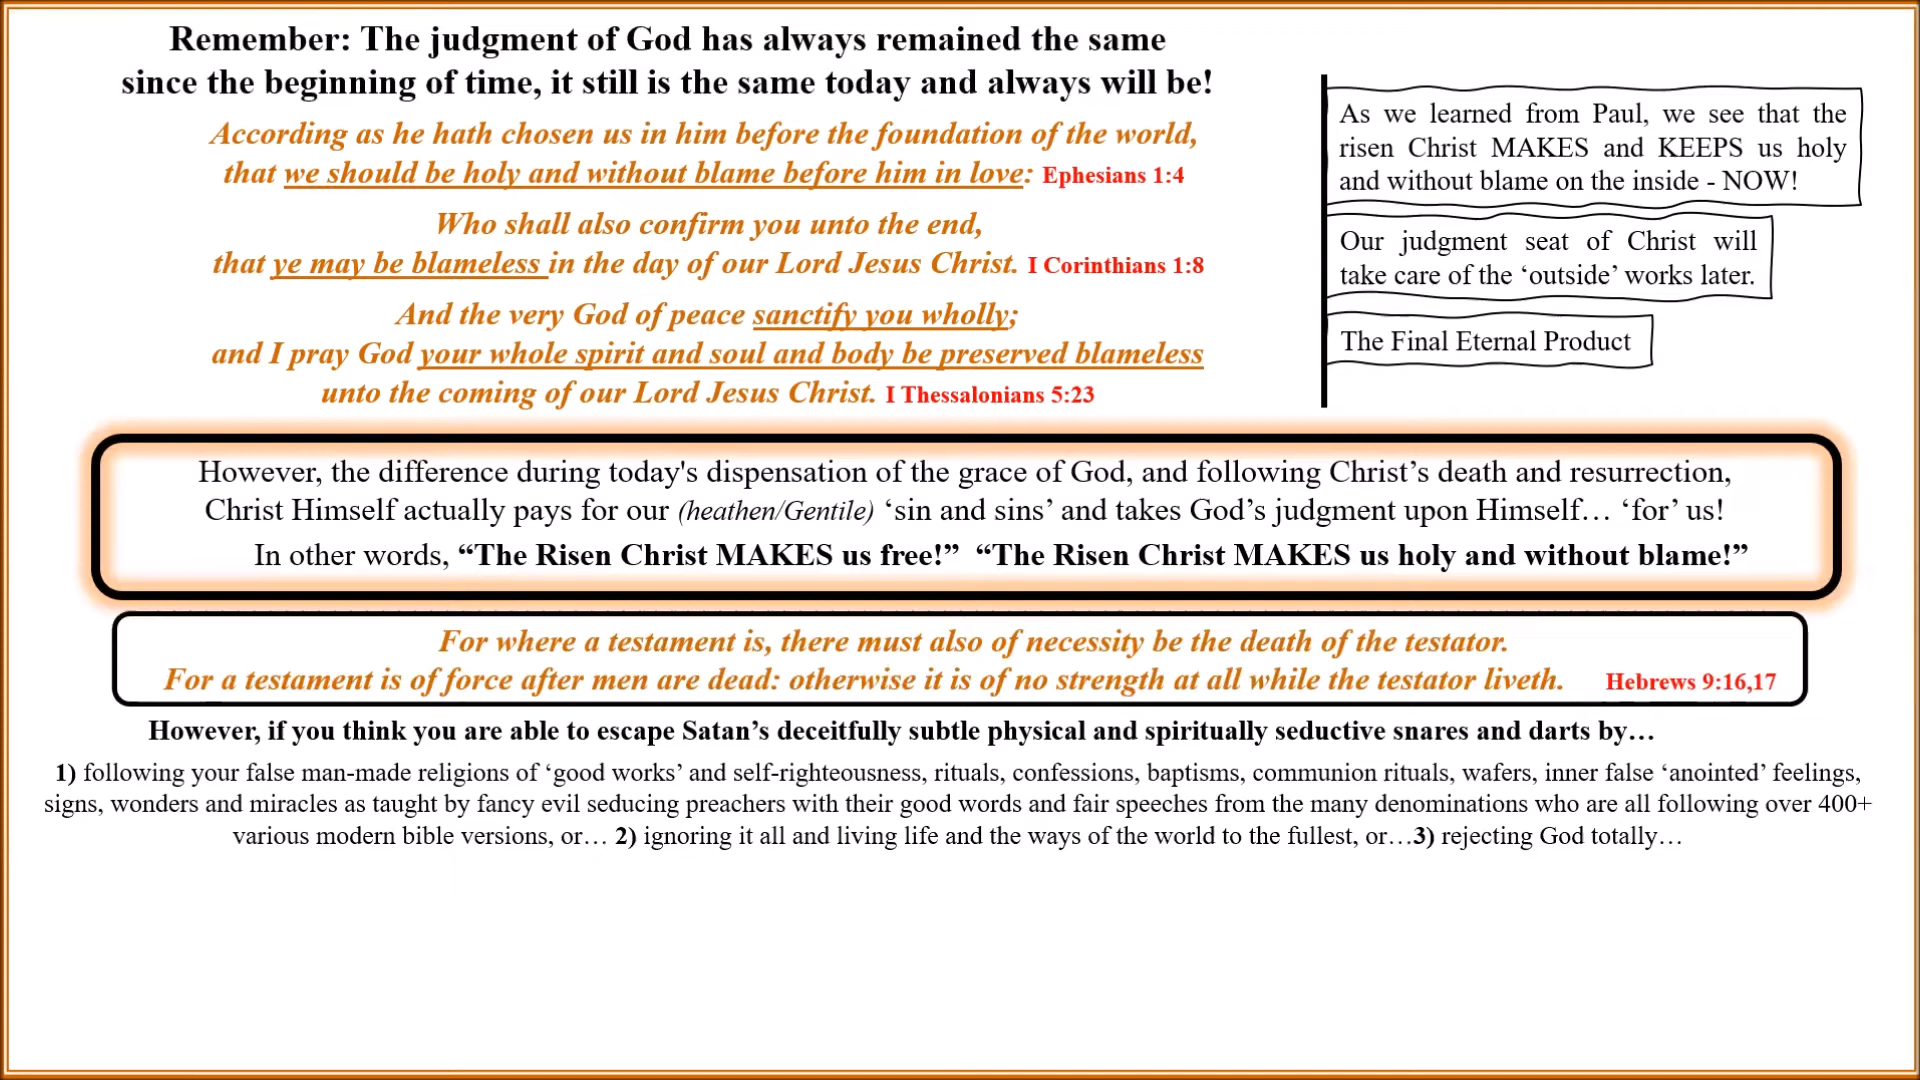 Remember: The judgment of God has always remained the same
since the beginning of time, it still is the same today and always will be!
According as he hath chosen us in him before the foundation of the world,
that we should be holy and without blame before him in love: Ephesians 1:4
Who shall also confirm you unto the end,
that ye may be blameless in the day of our Lord Jesus Christ. I Corinthians 1:8
And the very God of peace sanctify you wholly;
and I pray God your whole spirit and soul and body be preserved blameless
unto the coming of our Lord Jesus Christ. I Thessalonians 5:23
As we learned from Paul, we see that the
risen Christ MAKES and KEEPS us holy
and without blame on the inside - NOW!
Our judgment seat of Christ will
take care of the ‘outside’ works later.
The Final Eternal Product
However, the difference during today's dispensation of the grace of God, and following Christ’s death and resurrection,
Christ Himself actually pays for our (heathen/Gentile) ‘sin and sins’ and takes God’s judgment upon Himself… ‘for’ us!
In other words, “The Risen Christ MAKES us free!” “The Risen Christ MAKES us holy and without blame!”
For where a testament is, there must also of necessity be the death of the testator.
For a testament is of force after men are dead: otherwise it is of no strength at all while the testator liveth. Hebrews 9:16,17
However, if you think you are able to escape Satan’s deceitfully subtle physical and spiritually seductive snares and darts by…
1) following your false man-made religions of ‘good works’ and self-righteousness, rituals, confessions, baptisms, communion rituals, wafers, inner false ‘anointed’ feelings,
signs, wonders and miracles as taught by fancy evil seducing preachers with their good words and fair speeches from the many denominations who are all following over 400+
various modern bible versions, or… 2) ignoring it all and living life and the ways of the world to the fullest, or…3) rejecting God totally…